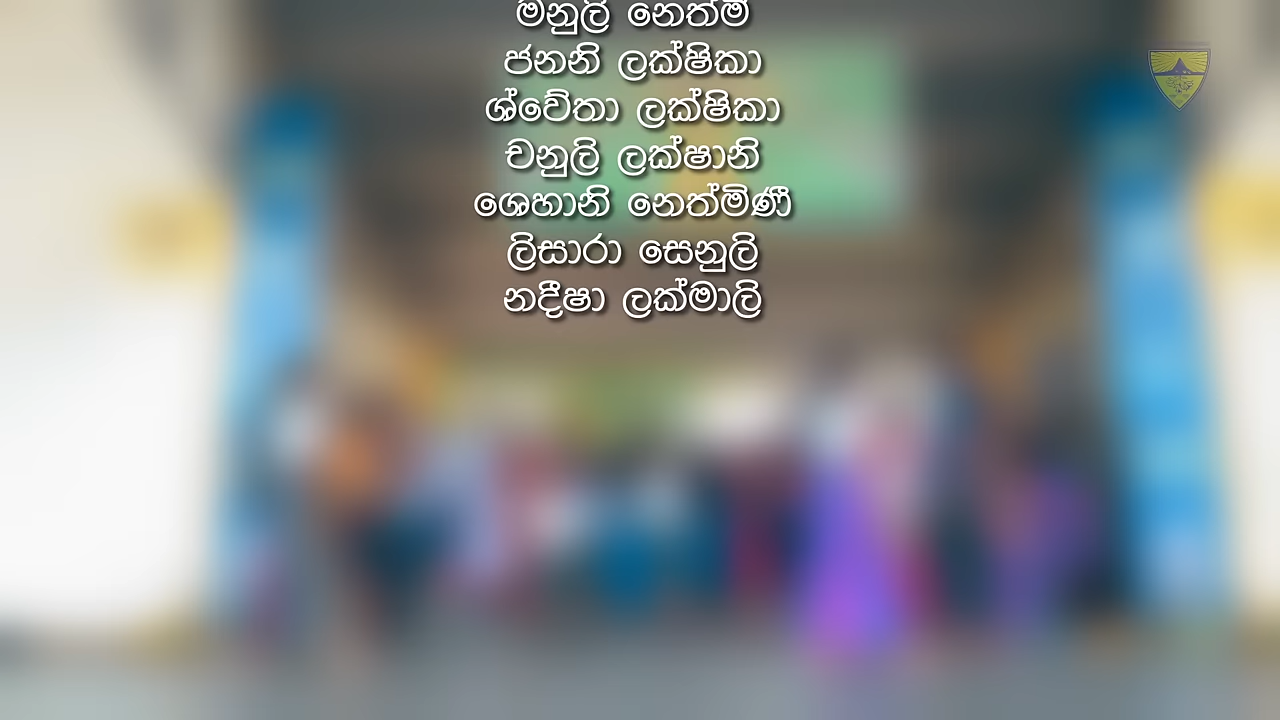 මනුලි නෙත්මි
ජනනි ලක්ෂිකා
ශ්වේතා ලක්ෂිකා
චනුලි ලක්ෂානි
ශෙහානි නෙත්මිණී
ලිසාරා සෙනුලි
නදීෂා ලක්මාලි